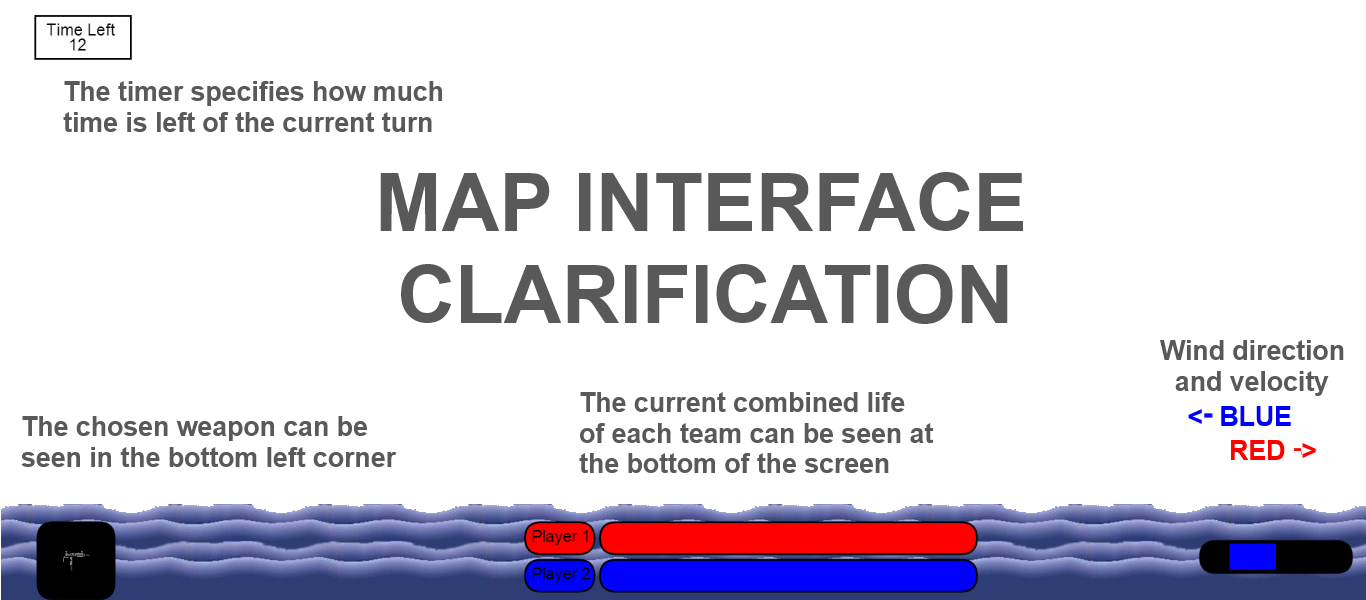 Time Left
12
The timer specifies how much
time is left of the current turn
MAP INTERFACE
CLARIFICATION
Wind direction
and velocity
<- BLUE
RED ->
The current combined life
of each team can be seen at
the bottom of the screen
The chosen weapon can be
seen in the bottom left corner
Player 1
Player 2